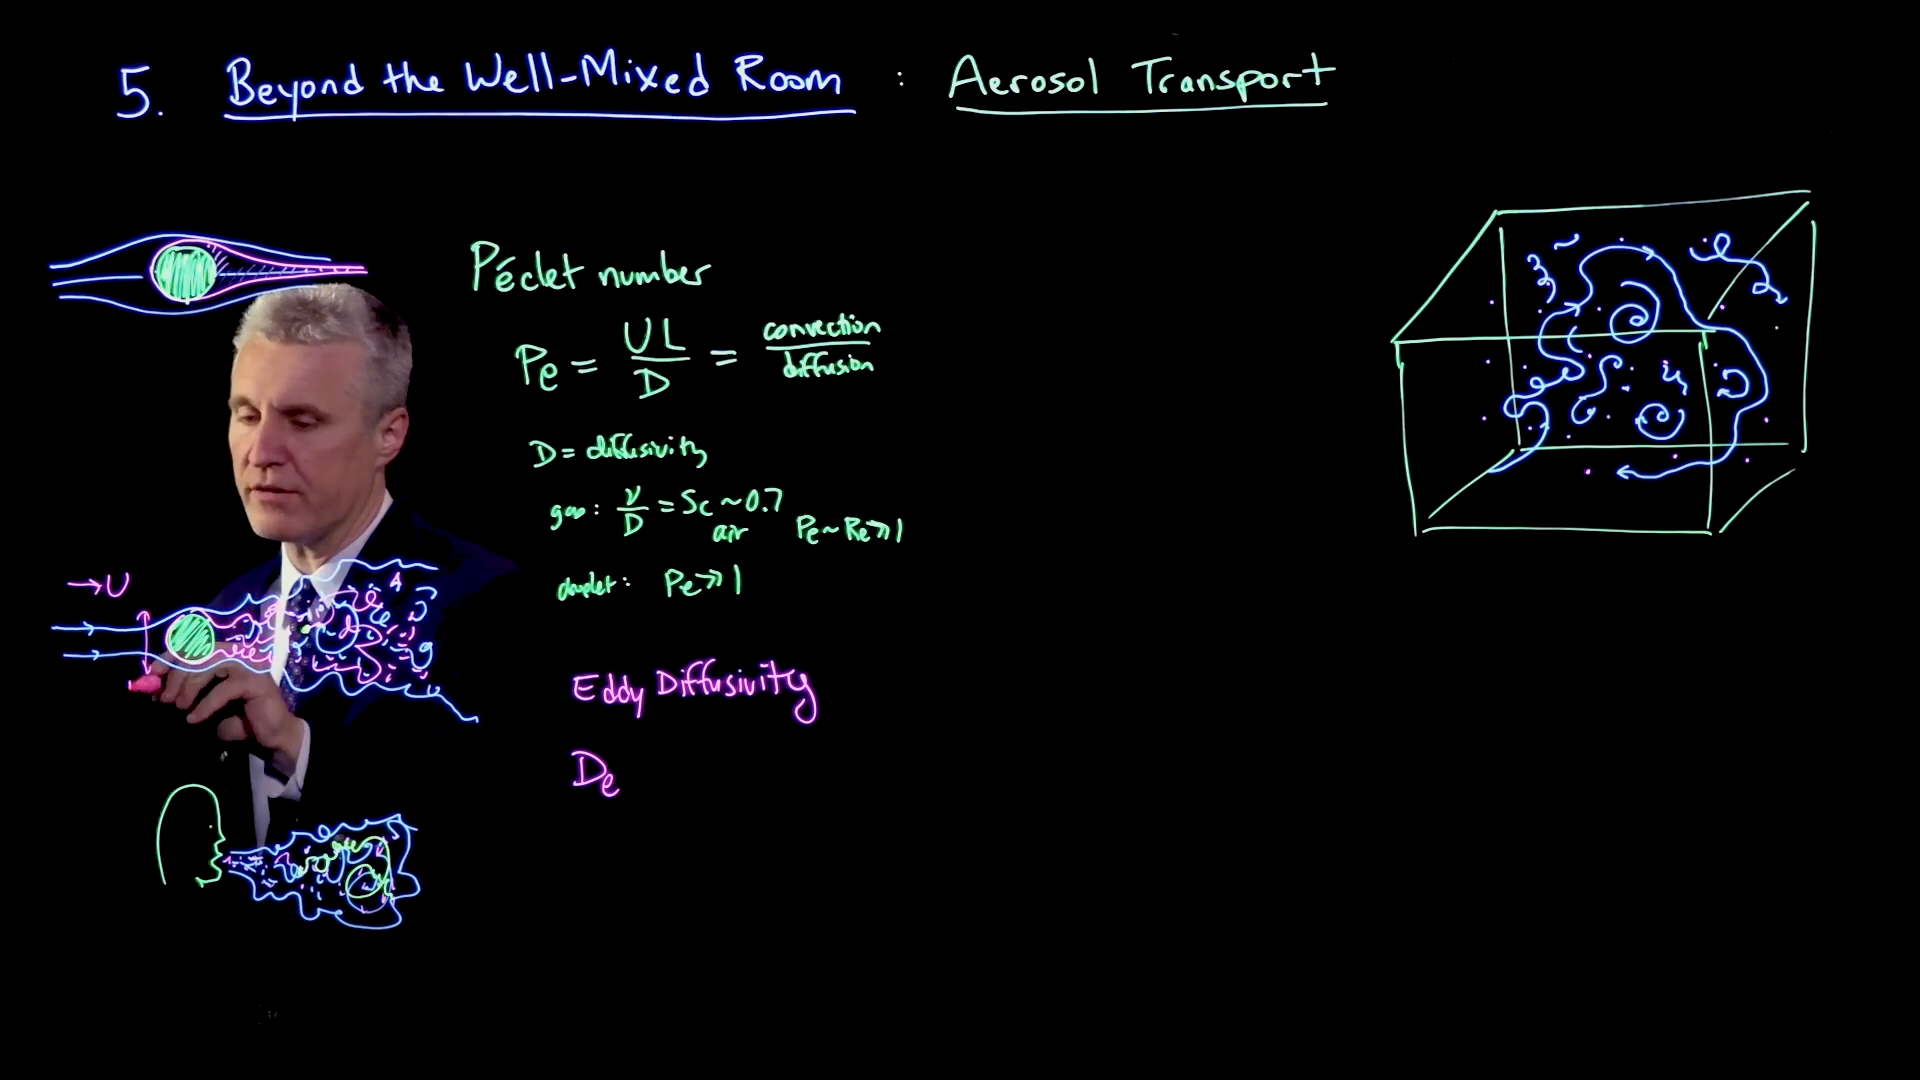 5. Beyond the Well-Mixed Room : Aerosol Transport
Péclet number
Pe = UL/D = convection/diffusion
D = diffusivity
gas: ν/D = Sc ~ 0.7
air Pe ~ Re ≫ 1
droplet: Pe ≫ 1
→ U
Eddy Diffusivity
De